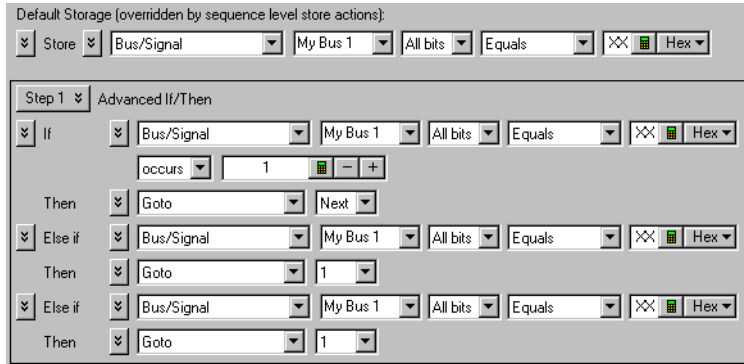 Default Storage (overridden by sequence level store actions):
Store Bus/Signal My Bus 1 All bits Equals XX Hex
Step 1 Advanced If/Then
If Bus/Signal My Bus 1 All bits Equals XX Hex
occurs 1 − +
Then Goto Next
Else if Bus/Signal My Bus 1 All bits Equals XX Hex
Then Goto 1
Else if Bus/Signal My Bus 1 All bits Equals XX Hex
Then Goto 1